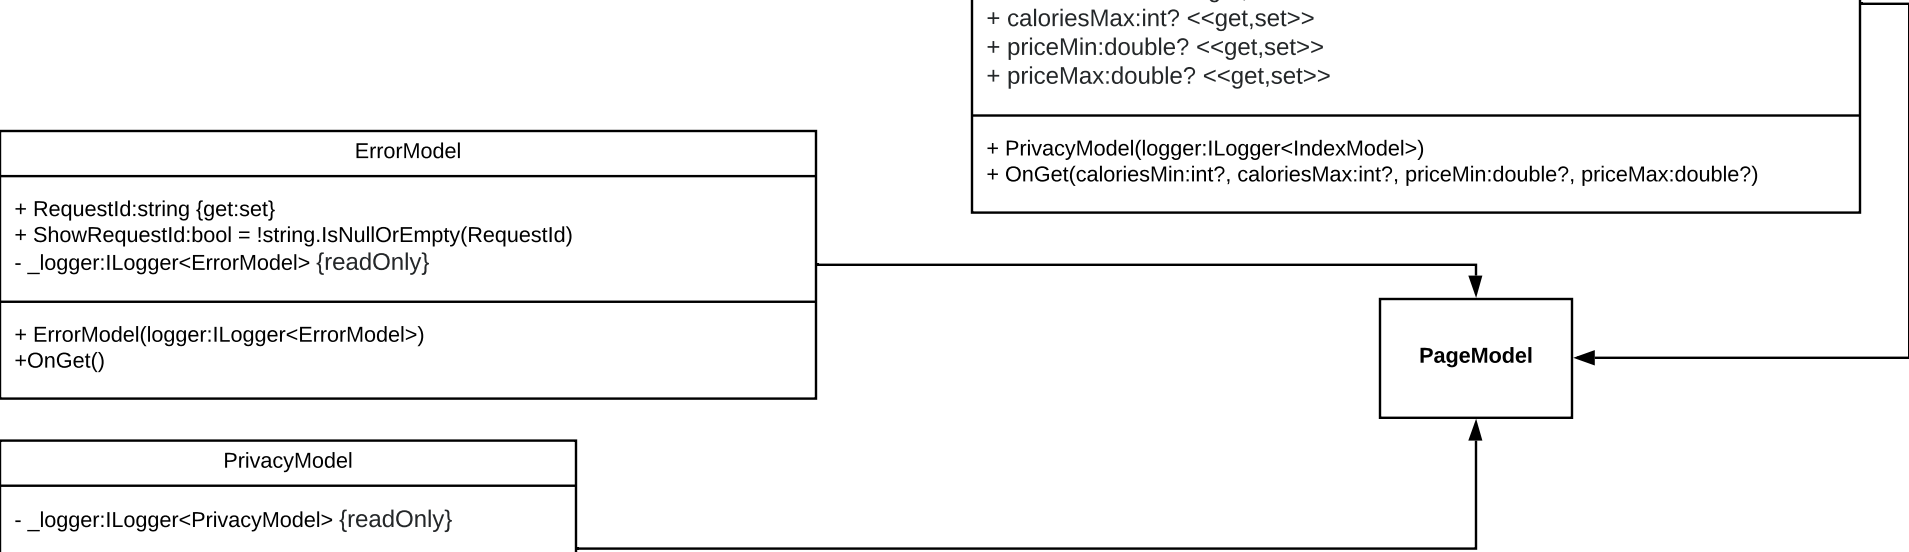 + caloriesMax:int? <<get,set>>
+ priceMin:double? <<get,set>>
+ priceMax:double? <<get,set>>
+ PrivacyModel(logger:ILogger<IndexModel>)
+ OnGet(caloriesMin:int?, caloriesMax:int?, priceMin:double?, priceMax:double?)
ErrorModel
+ RequestId:string {get:set}
+ ShowRequestId:bool = !string.IsNullOrEmpty(RequestId)
- _logger:ILogger<ErrorModel> {readOnly}
+ ErrorModel(logger:ILogger<ErrorModel>)
+OnGet()
PageModel
PrivacyModel
- _logger:ILogger<PrivacyModel> {readOnly}